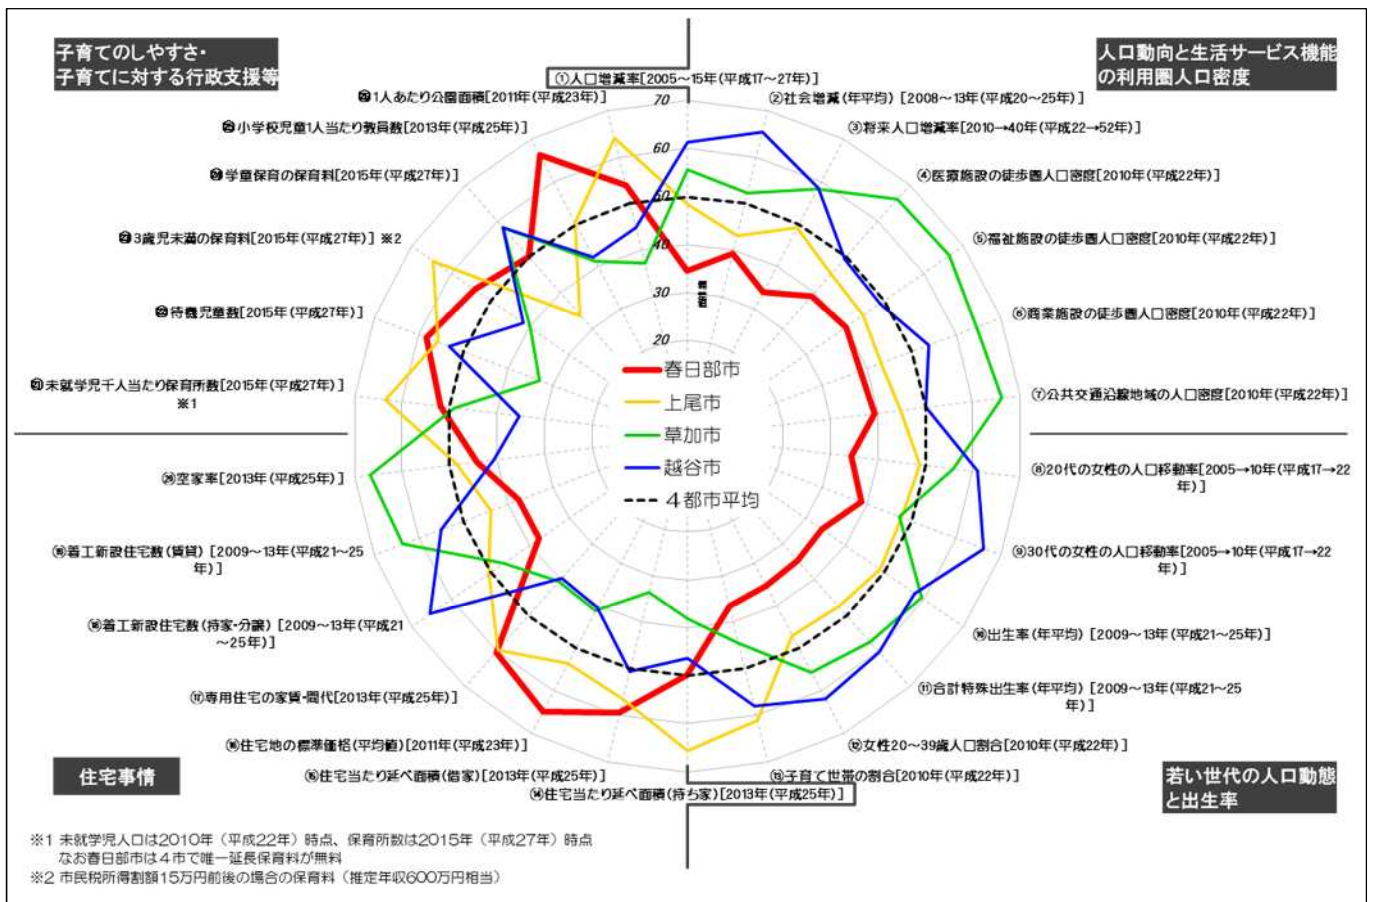 子育てのしやすさ・
子育てに対する行政支援等
人口動向と生活サービス機能
の利用圏人口密度
①人口増減率[2005～15年(平成17～27年)]
②社会増減(年平均) [2008～13年(平成20～25年)]
③将来人口増減率[2010→40年(平成22→52年)]
④医療施設の徒歩圏人口密度[2010年(平成22年)]
⑤福祉施設の徒歩圏人口密度[2010年(平成22年)]
⑥商業施設の徒歩圏人口密度[2010年(平成22年)]
⑦公共交通沿線地域の人口密度[2010年(平成22年)]
⑧20代の女性の人口移動率[2005→10年(平成17→22
年)]
⑨30代の女性の人口移動率[2005→10年(平成17→22
年)]
⑩出生率(年平均) [2009～13年(平成21～25年)]
⑪合計特殊出生率(年平均) [2009～13年(平成21～25
年)]
⑫女性20～39歳人口割合[2010年(平成22年)]
⑬子育て世帯の割合[2010年(平成22年)]
⑭住宅当たり延べ面積(持ち家)[2013年(平成25年)]
⑮住宅当たり延べ面積(借家)[2013年(平成25年)]
⑯住宅地の標準価格(平均値)[2011年(平成23年)]
⑰専用住宅の家賃・間代[2013年(平成25年)]
着工新設住宅数(持家・分譲) [2009～13年(平成21
～25年)]
着工新設住宅数(賃貸) [2009～13年(平成21～25
年)]
⑳空家率[2013年(平成25年)]
㉑未就学児千人当たり保育所数[2015年(平成27年)]
※1
待機児童数[2015年(平成27年)]
3歳児未満の保育料[2015年(平成27年)] ※2
学童保育の保育料[2015年(平成27年)]
小学校児童1人当たり教員数[2013年(平成25年)]
1人あたり公園面積[2011年(平成23年)]
70
60
50
40
30
20
偏差値
春日部市
上尾市
草加市
越谷市
４都市平均
住宅事情
若い世代の人口動態
と出生率
※1 未就学児人口は2010年（平成22年）時点、保育所数は2015年（平成27年）時点
なお春日部市は４市で唯一延長保育料が無料
※2 市民税所得割額15万円前後の場合の保育料（推定年収600万円相当）